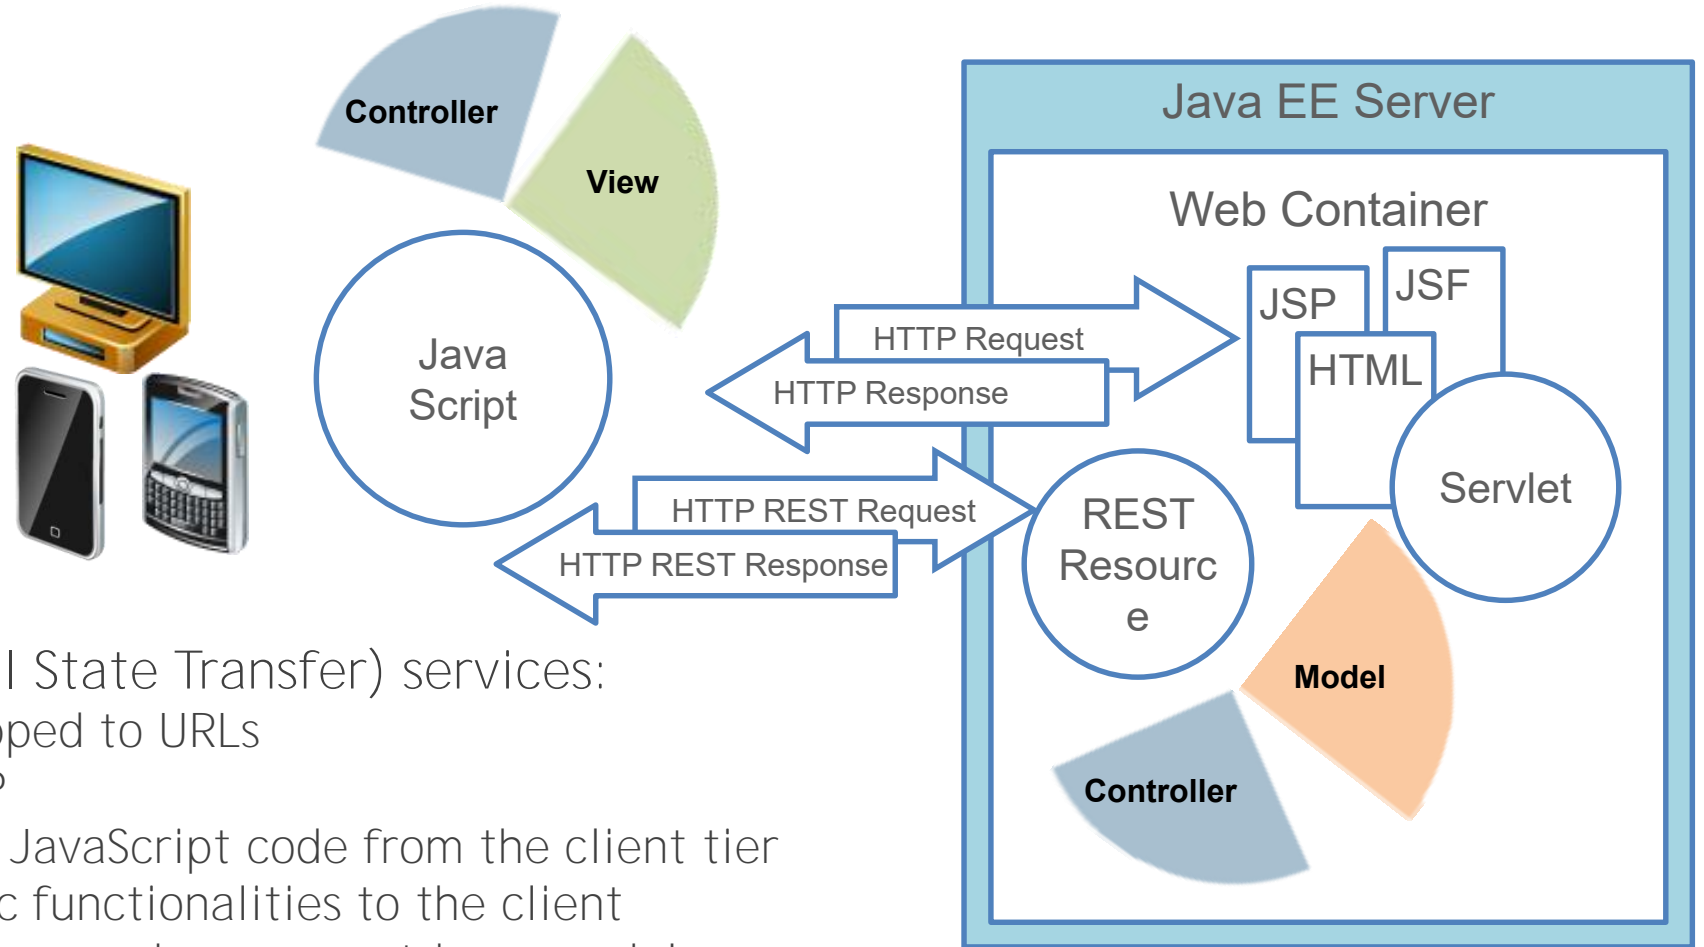 Controller
View
Java EE Server
Web Container
JSP
JSF
HTML
Servlet
Java
Script
HTTP Request
HTTP Response
HTTP REST Request
HTTP REST Response
REST
Resourc
e
Model
Controller
l State Transfer) services:
pped to URLs
JavaScript code from the client tier
c functionalities to the client